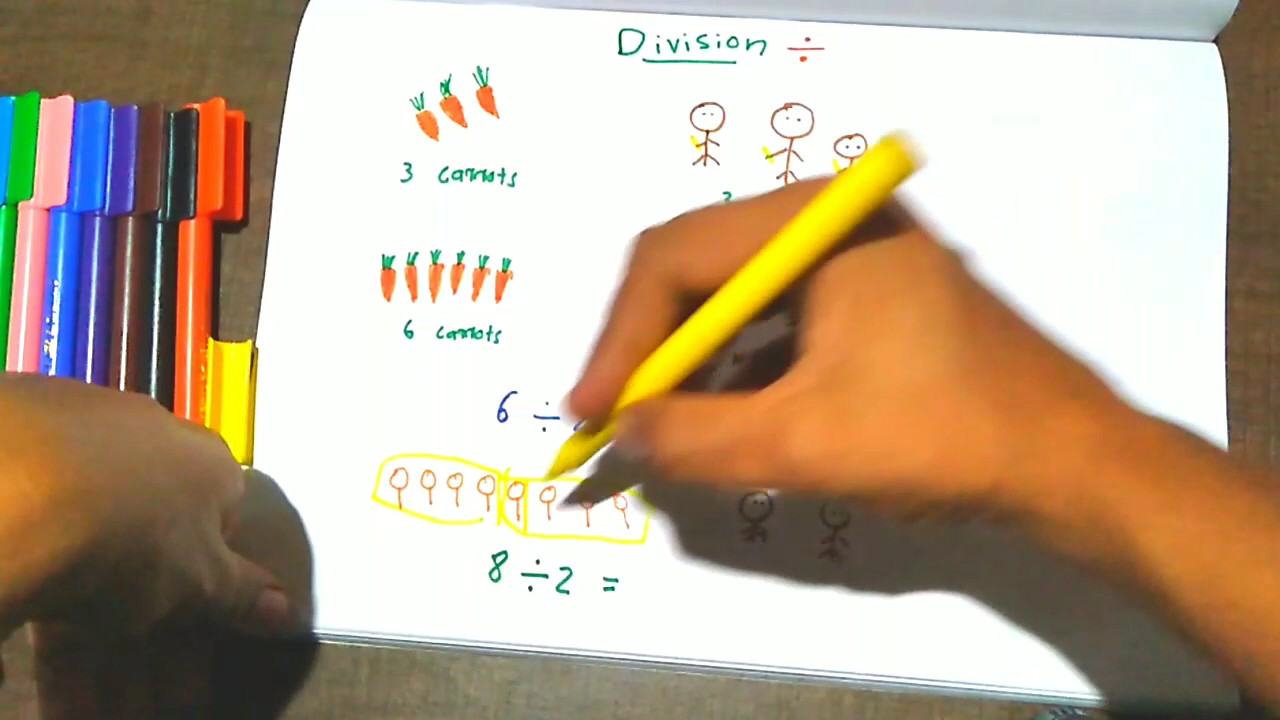 Division ÷
3 carrots
6 carrots
6 ÷
8 ÷ 2 =